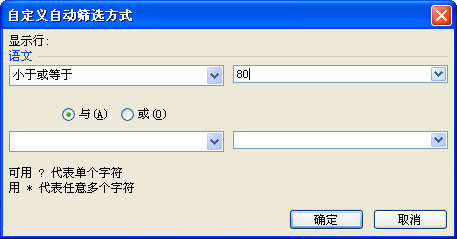 自定义自动筛选方式
显示行:
语文
小于或等于 80
与(A) 或(O)
可用 ? 代表单个字符
用 * 代表任意多个字符
确定 取消